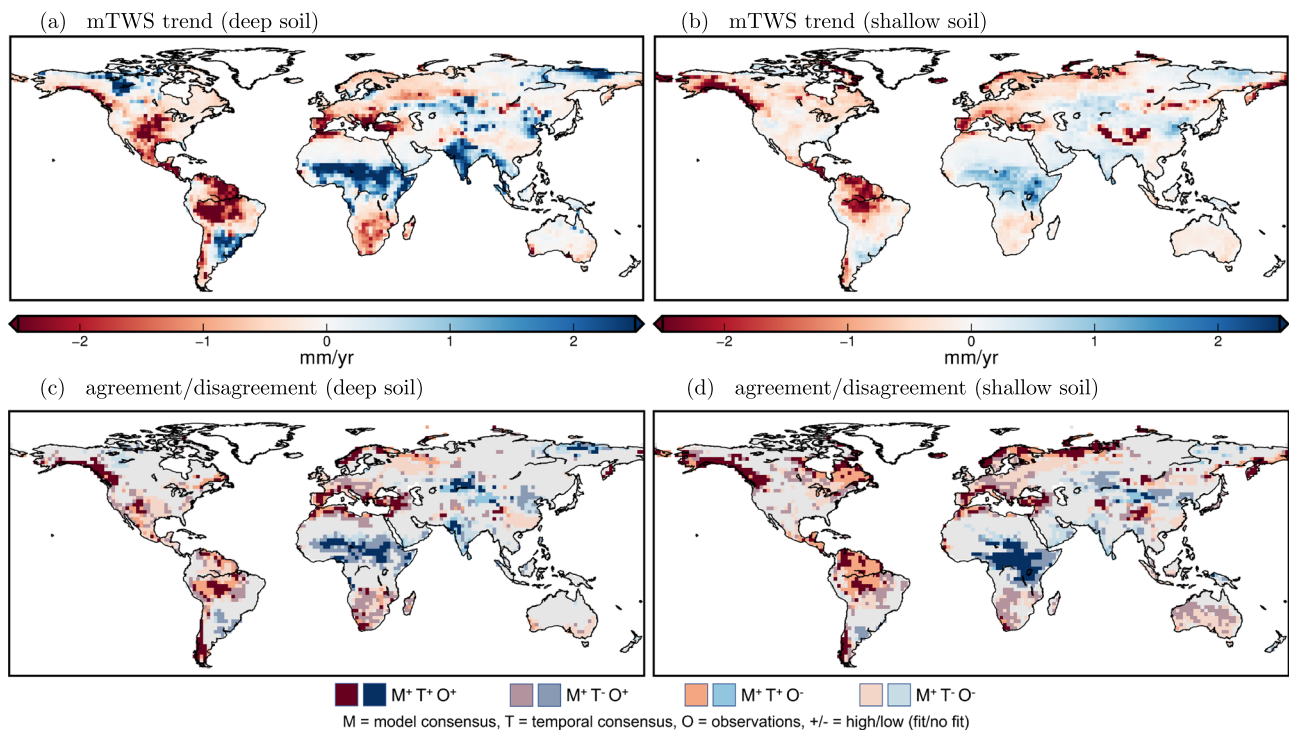 (a) mTWS trend (deep soil)
(b) mTWS trend (shallow soil)
−2 −1 0 1 2
mm/yr
−2 −1 0 1 2
mm/yr
(c) agreement/disagreement (deep soil)
(d) agreement/disagreement (shallow soil)
M⁺ T⁺ O⁺ M⁺ T⁻ O⁺ M⁺ T⁺ O⁻ M⁺ T⁻ O⁻
M = model consensus, T = temporal consensus, O = observations, +/- = high/low (fit/no fit)